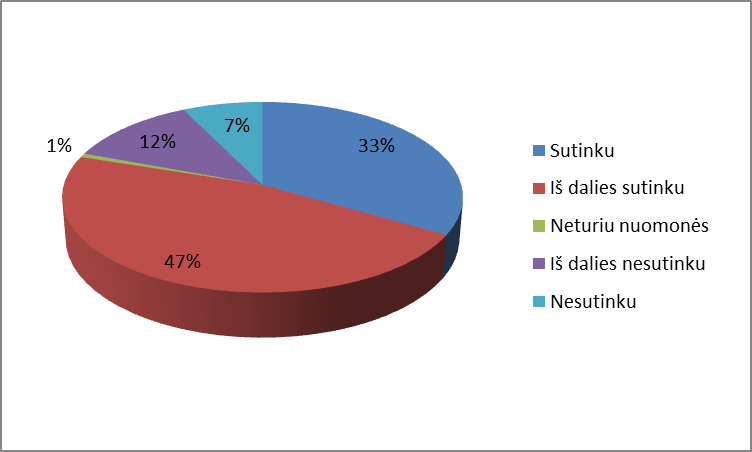 7%
12%
33%
1%
47%
Sutinku
Iš dalies sutinku
Neturiu nuomonės
Iš dalies nesutinku
Nesutinku